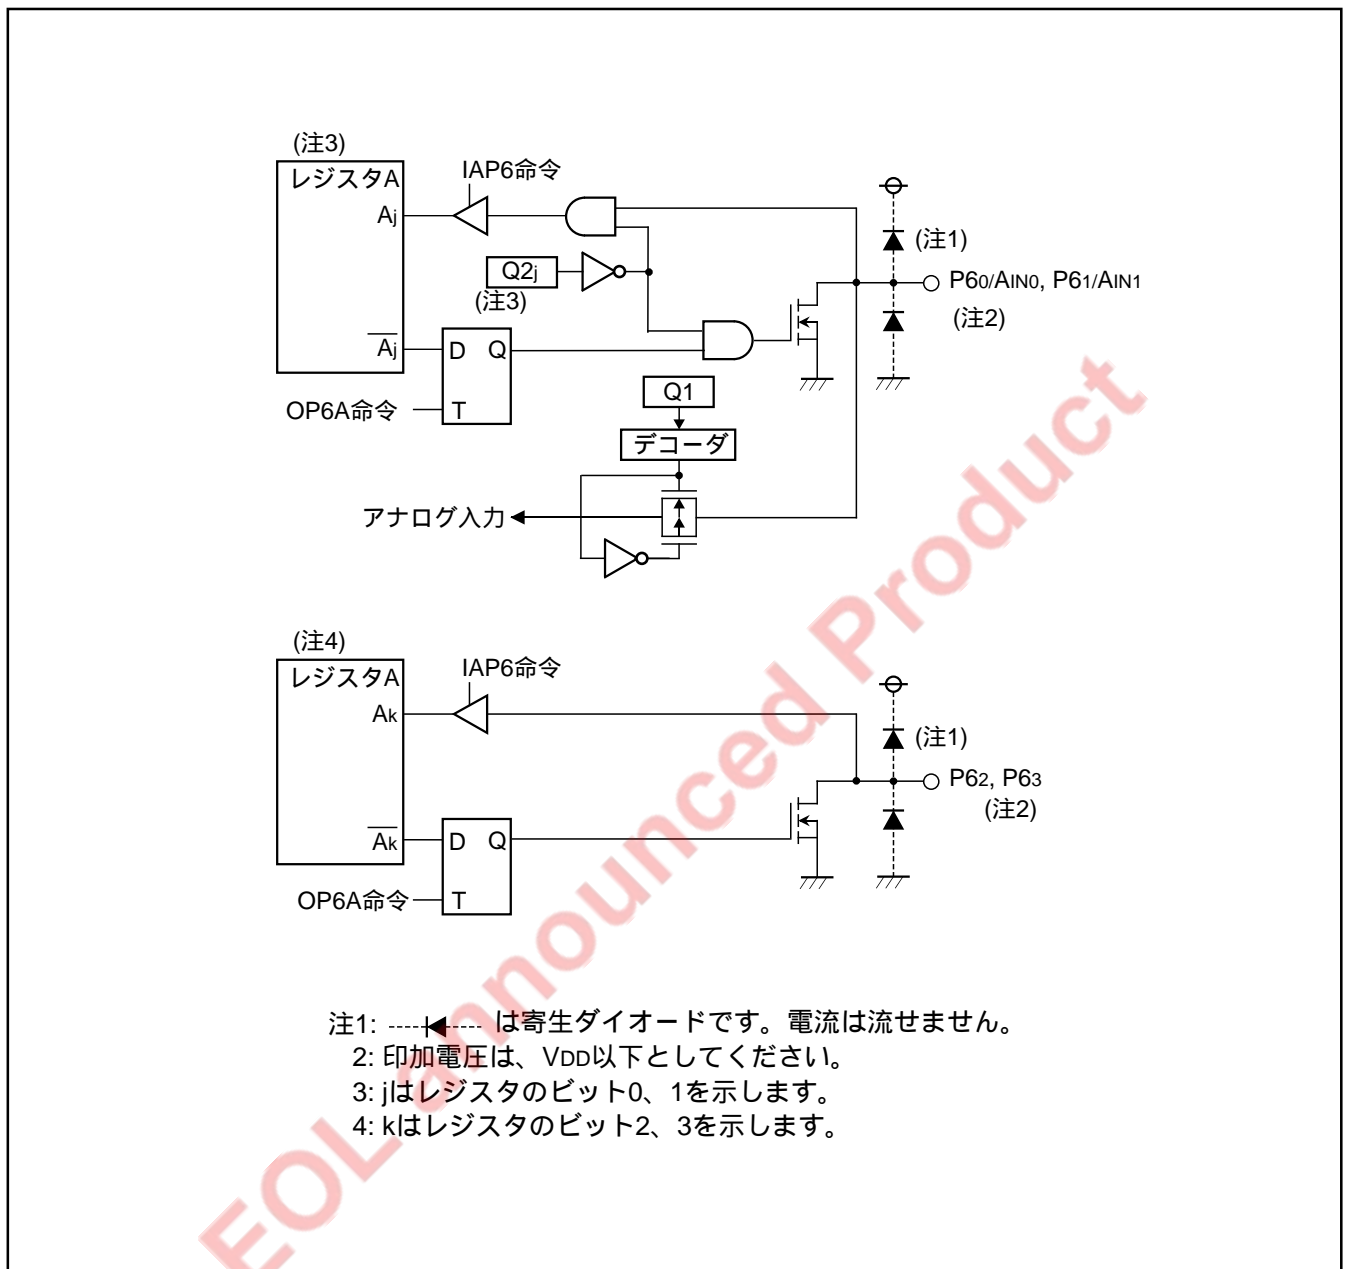 (注3)
レジスタA
IAP6命令
Aj
Q2j
(注3)
Aj
D Q
OP6A命令
T
(注1)
P60/AIN0, P61/AIN1
(注2)
Q1
デコーダ
アナログ入力
(注4)
レジスタA
IAP6命令
Ak
Ak
D Q
OP6A命令
T
(注1)
P62, P63
(注2)
注1: は寄生ダイオードです。電流は流せません。
2: 印加電圧は、VDD以下としてください。
3: jはレジスタのビット0、1を示します。
4: kはレジスタのビット2、3を示します。
EOL announced Product